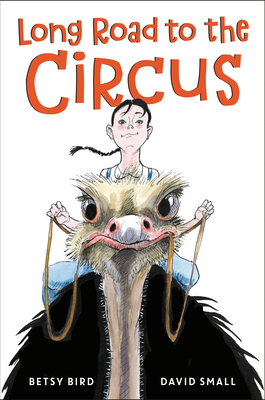 Long Road to the
Circus
BETSY BIRD DAVID SMALL